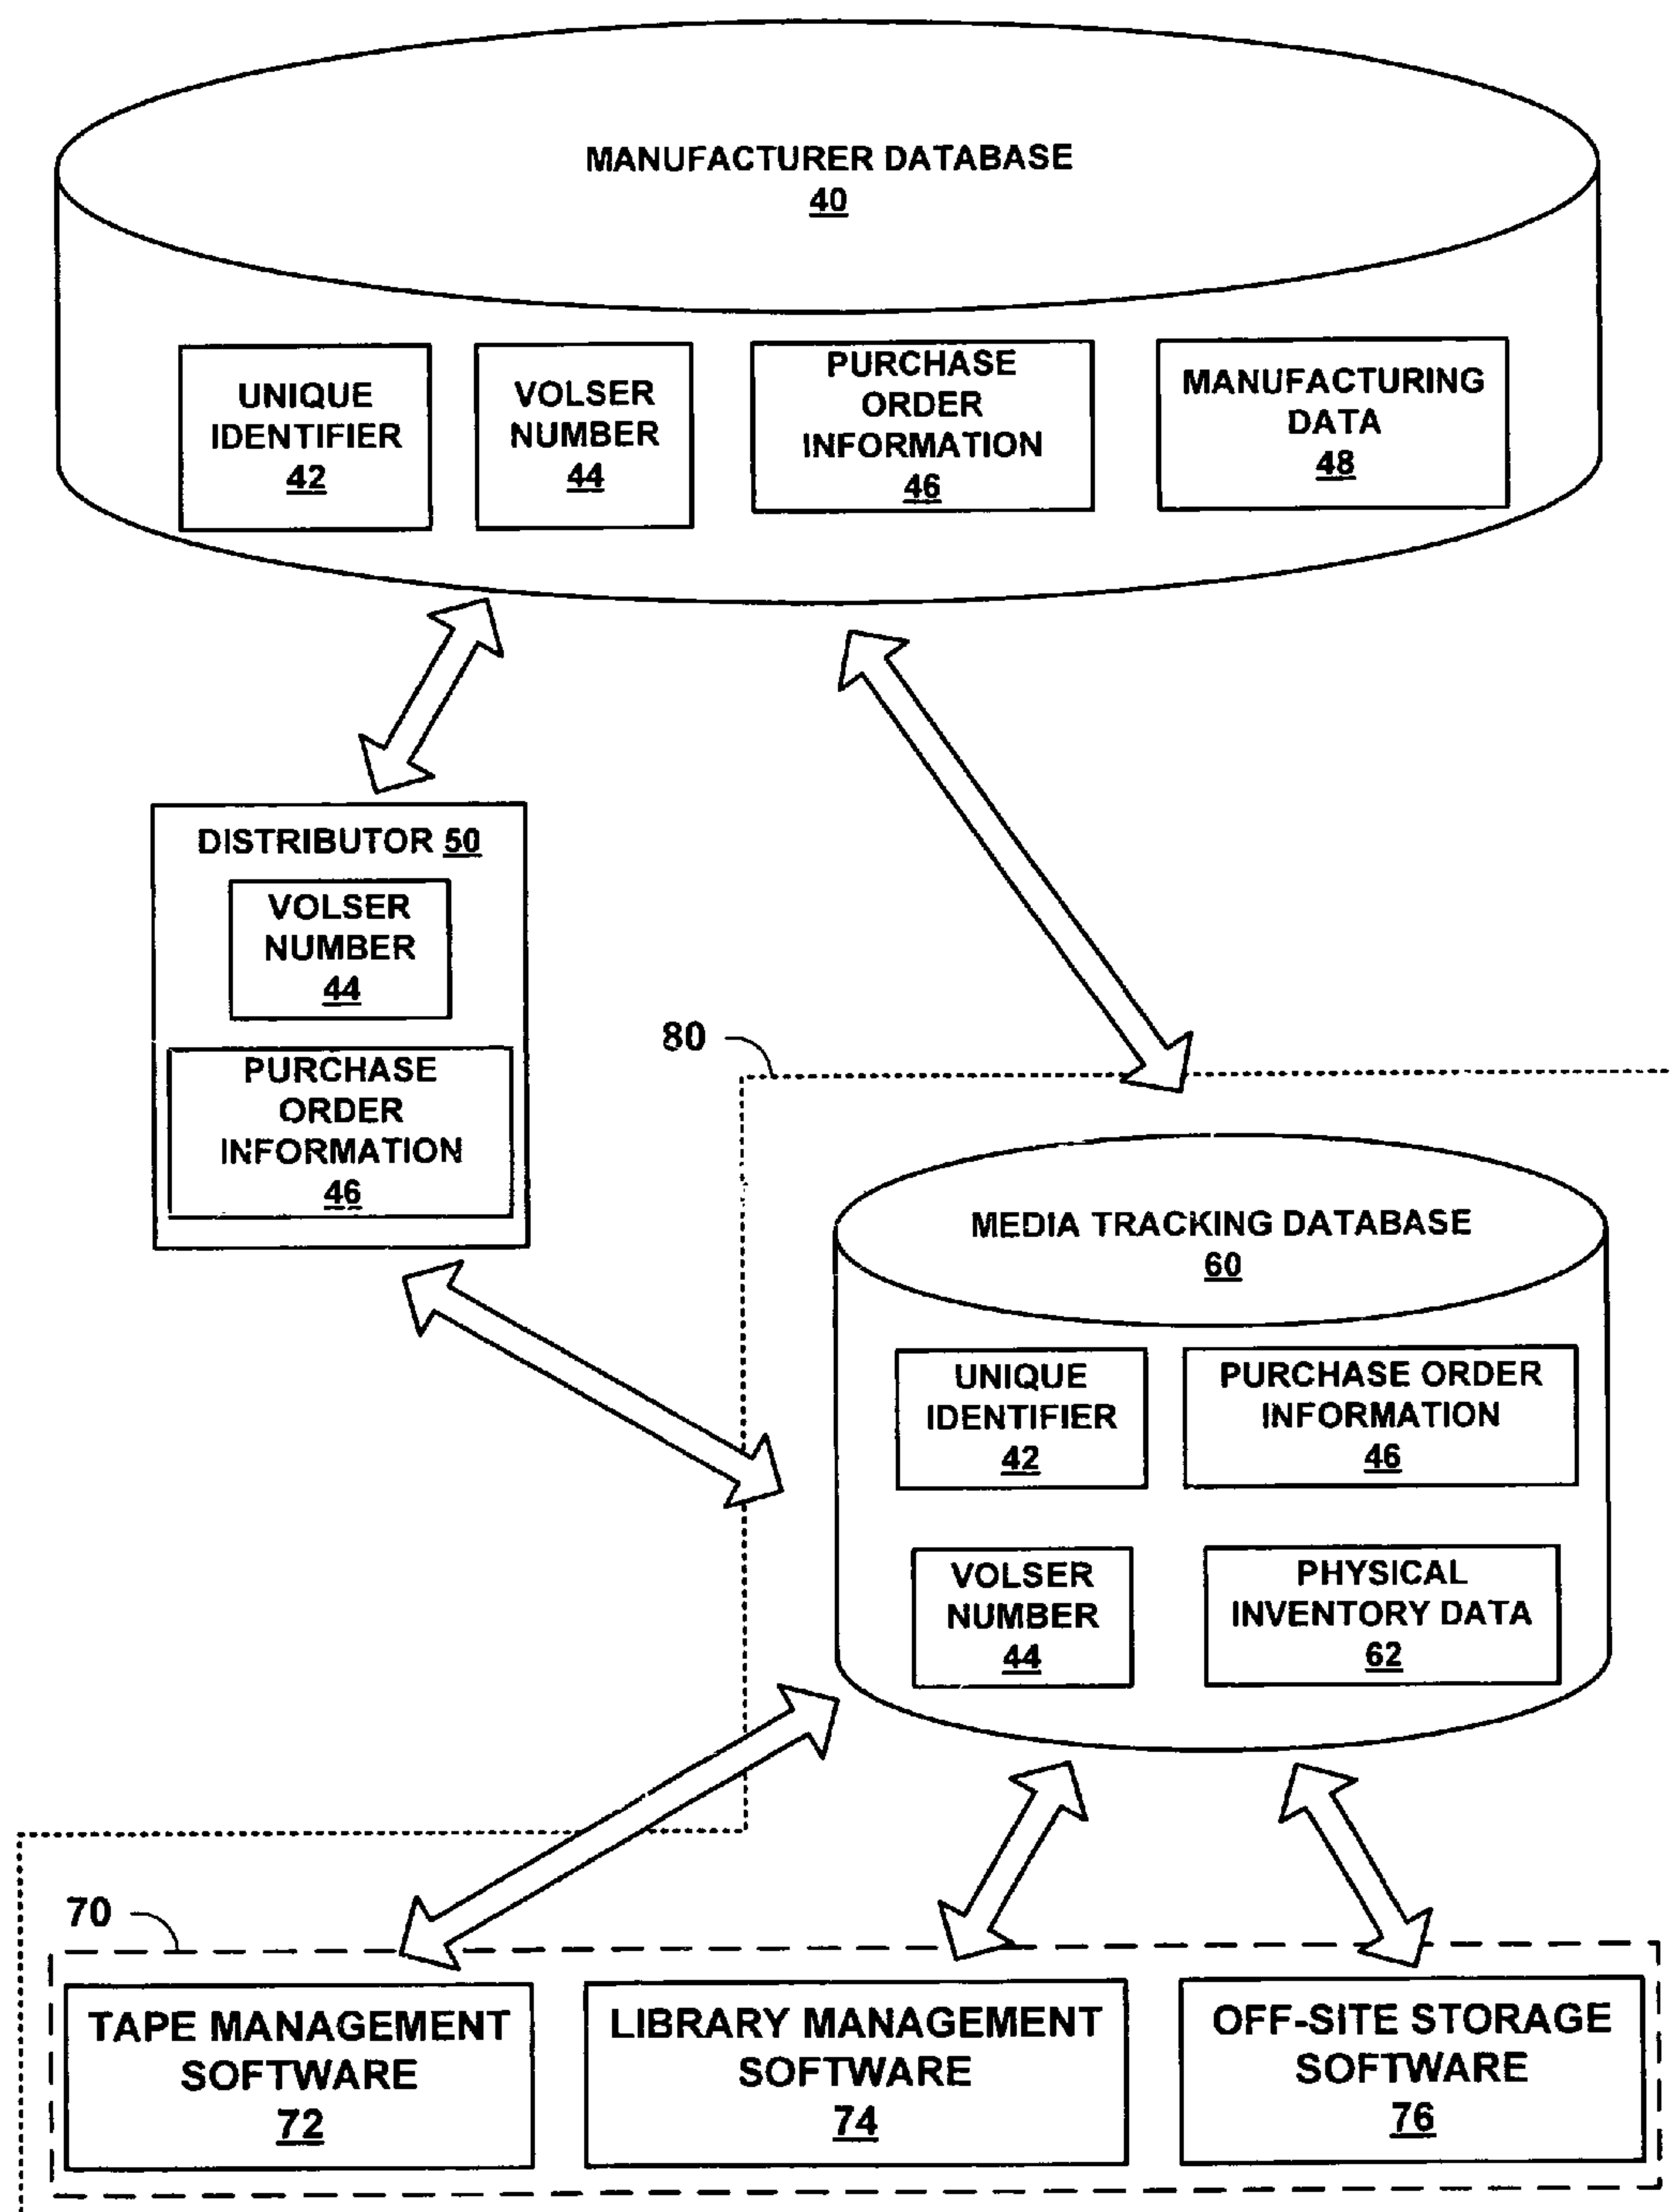 MANUFACTURER DATABASE
40
UNIQUE
IDENTIFIER
42
VOLSER
NUMBER
44
PURCHASE
ORDER
INFORMATION
46
MANUFACTURING
DATA
48
DISTRIBUTOR 50
VOLSER
NUMBER
44
PURCHASE
ORDER
INFORMATION
46
80
MEDIA TRACKING DATABASE
60
UNIQUE
IDENTIFIER
42
PURCHASE ORDER
INFORMATION
46
VOLSER
NUMBER
44
PHYSICAL
INVENTORY DATA
62
70
TAPE MANAGEMENT
SOFTWARE
72
LIBRARY MANAGEMENT
SOFTWARE
74
OFF-SITE STORAGE
SOFTWARE
76